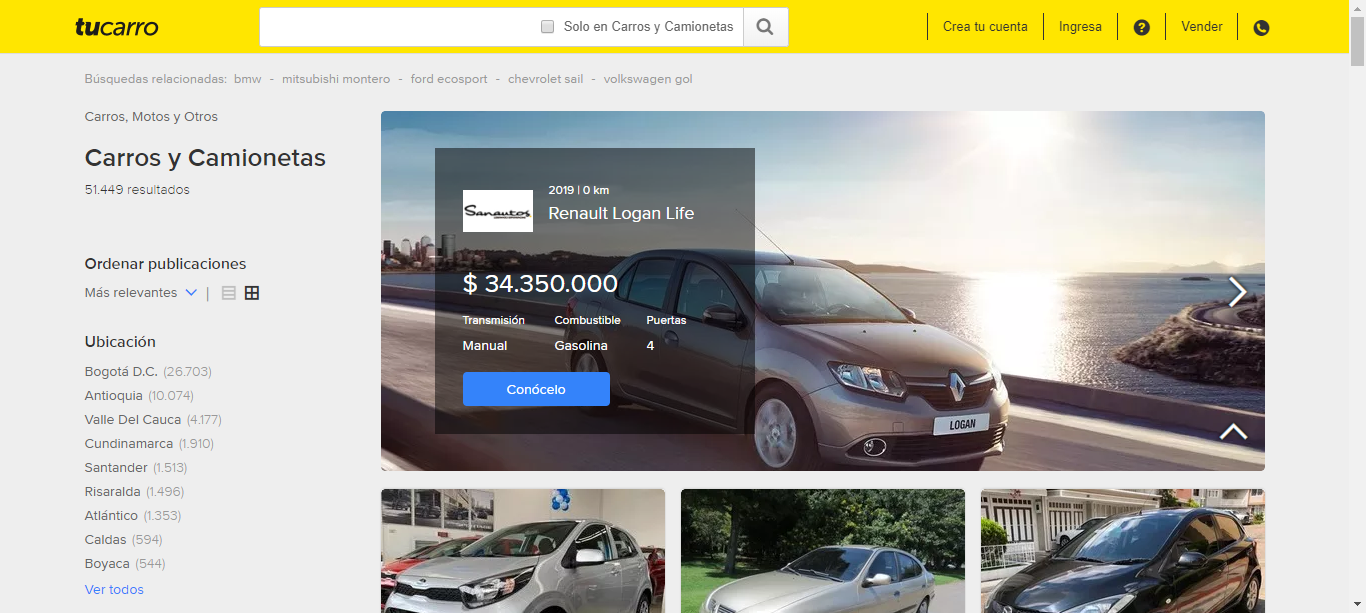 tucarro
Solo en Carros y Camionetas
Crea tu cuenta
Ingresa
?
Vender
Búsquedas relacionadas: bmw - mitsubishi montero - ford ecosport - chevrolet sail - volkswagen gol
Carros, Motos y Otros
Carros y Camionetas
51.449 resultados
Ordenar publicaciones
Más relevantes |
Ubicación
Bogotá D.C. (26.703)
Antioquia (10.074)
Valle Del Cauca (4.177)
Cundinamarca (1.910)
Santander (1.513)
Risaralda (1.496)
Atlántico (1.353)
Caldas (594)
Boyaca (544)
Ver todos
Sanautos
2019 | 0 km
Renault Logan Life
$ 34.350.000
Transmisión Combustible Puertas
Manual Gasolina 4
Conócelo
LOGAN